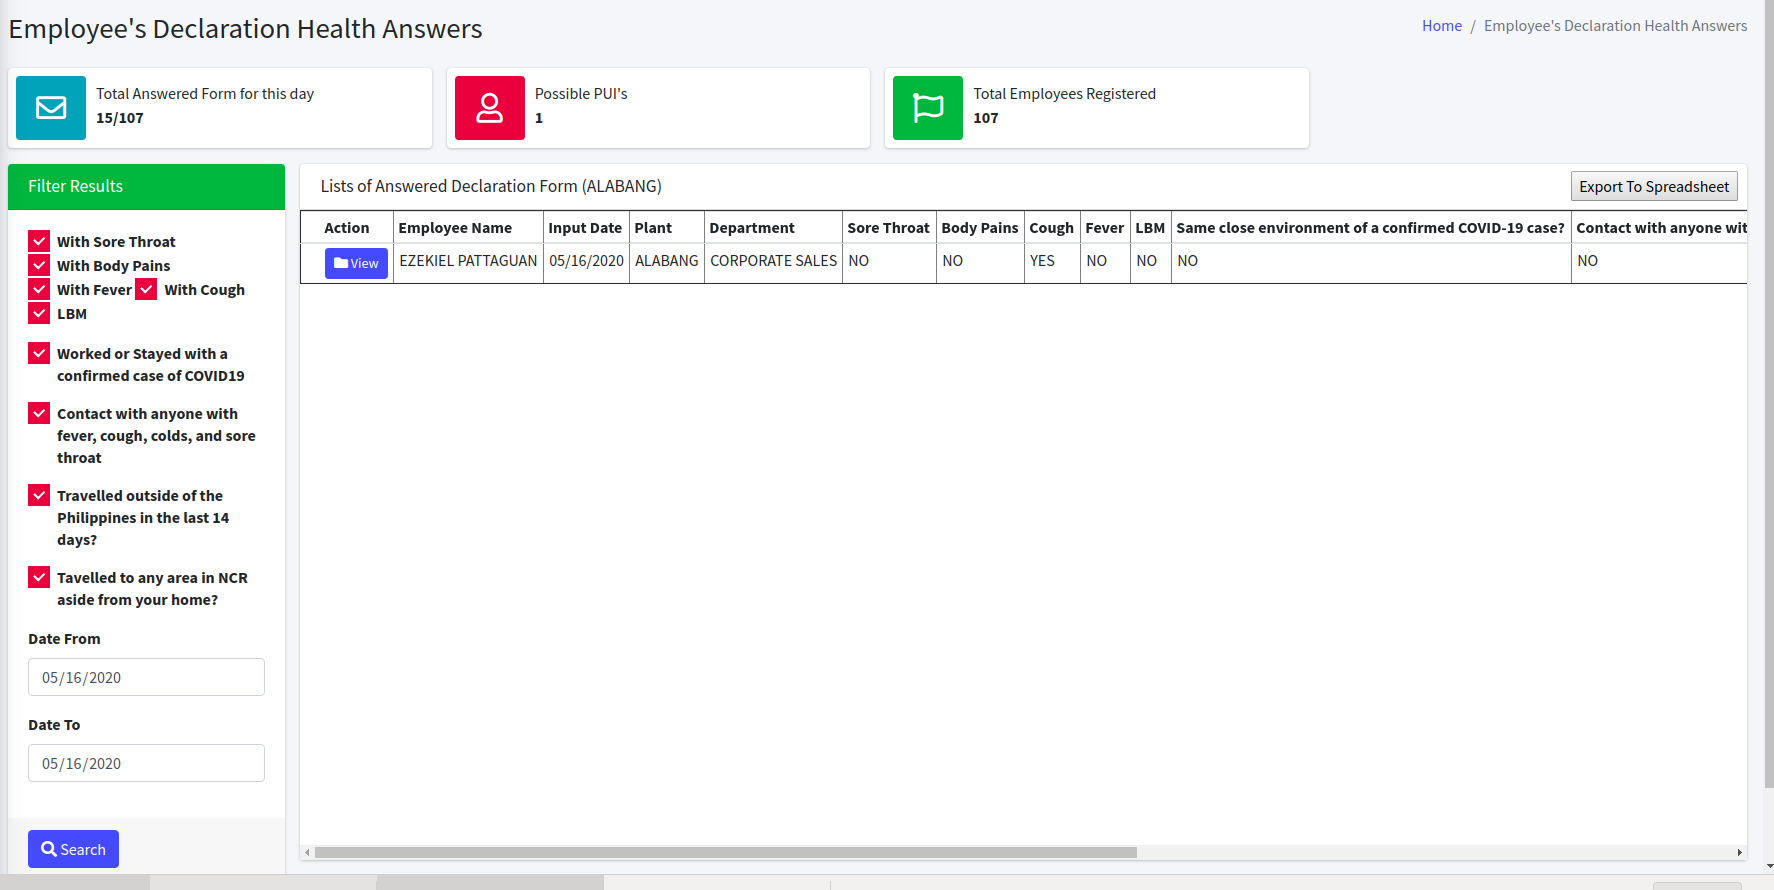 Employee's Declaration Health Answers
Home / Employee's Declaration Health Answers
Total Answered Form for this day
15/107
Possible PUI's
1
Total Employees Registered
107
Filter Results
With Sore Throat
With Body Pains
With Fever With Cough
LBM
Worked or Stayed with a
confirmed case of COVID19
Contact with anyone with
fever, cough, colds, and sore
throat
Travelled outside of the
Philippines in the last 14
days?
Tavelled to any area in NCR
aside from your home?
Date From
05/16/2020
Date To
05/16/2020
Search
Lists of Answered Declaration Form (ALABANG)
Export To Spreadsheet
Action Employee Name Input Date Plant Department Sore Throat Body Pains Cough Fever LBM Same close environment of a confirmed COVID-19 case? Contact with anyone wit
View EZEKIEL PATTAGUAN 05/16/2020 ALABANG CORPORATE SALES NO NO YES NO NO NO NO